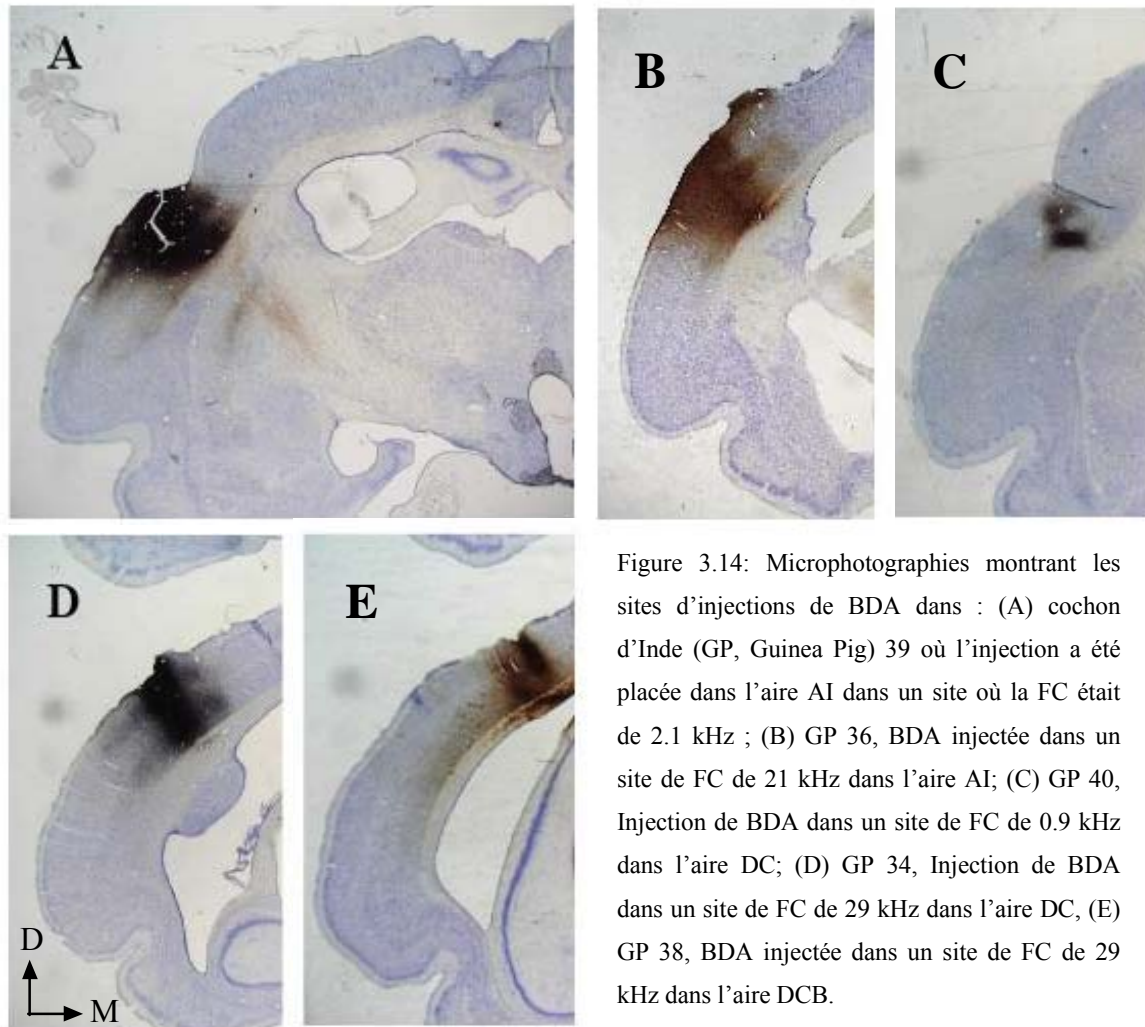 A
B
C
D
E
D
M
Figure 3.14: Microphotographies montrant les
sites d'injections de BDA dans : (A) cochon
d'Inde (GP, Guinea Pig) 39 où l'injection a été
placée dans l'aire AI dans un site où la FC était
de 2.1 kHz ; (B) GP 36, BDA injectée dans un
site de FC de 21 kHz dans l'aire AI; (C) GP 40,
Injection de BDA dans un site de FC de 0.9 kHz
dans l'aire DC; (D) GP 34, Injection de BDA
dans un site de FC de 29 kHz dans l'aire DC, (E)
GP 38, BDA injectée dans un site de FC de 29
kHz dans l'aire DCB.